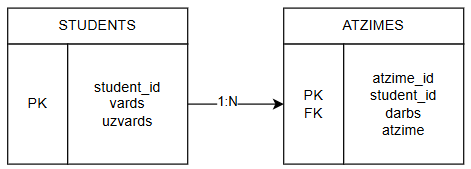 STUDENTS
PK
student_id
vards
uzvards
1:N
ATZIMES
PK
FK
atzime_id
student_id
darbs
atzime